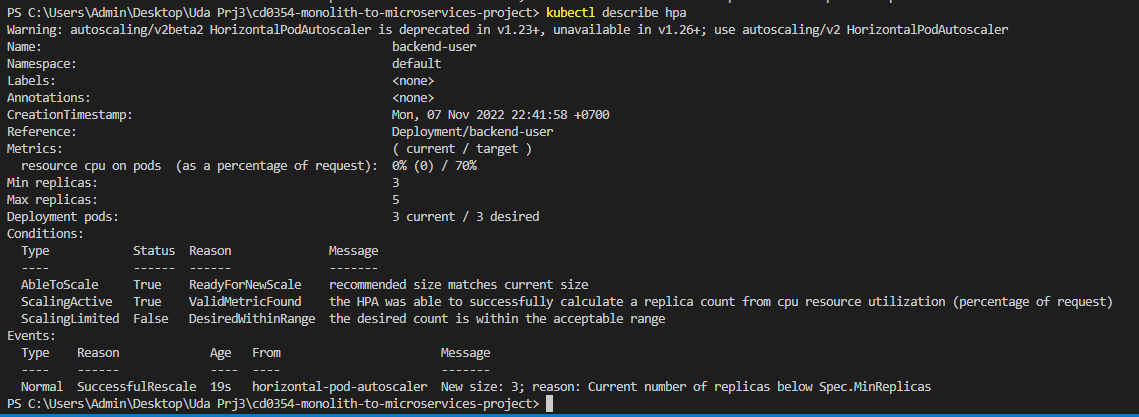 PS C:\Users\Admin\Desktop\Uda Prj3\cd0354-monolith-to-microservices-project> kubectl describe hpa
Warning: autoscaling/v2beta2 HorizontalPodAutoscaler is deprecated in v1.23+, unavailable in v1.26+; use autoscaling/v2 HorizontalPodAutoscaler
Name: backend-user
Namespace: default
Labels: <none>
Annotations: <none>
CreationTimestamp: Mon, 07 Nov 2022 22:41:58 +0700
Reference: Deployment/backend-user
Metrics: ( current / target )
resource cpu on pods (as a percentage of request): 0% (0) / 70%
Min replicas: 3
Max replicas: 5
Deployment pods: 3 current / 3 desired
Conditions:
Type Status Reason Message
---- ------ ------ -------
AbleToScale True ReadyForNewScale recommended size matches current size
ScalingActive True ValidMetricFound the HPA was able to successfully calculate a replica count from cpu resource utilization (percentage of request)
ScalingLimited False DesiredWithinRange the desired count is within the acceptable range
Events:
Type Reason Age From Message
---- ------ ---- ---- -------
Normal SuccessfulRescale 19s horizontal-pod-autoscaler New size: 3; reason: Current number of replicas below Spec.MinReplicas
PS C:\Users\Admin\Desktop\Uda Prj3\cd0354-monolith-to-microservices-project>